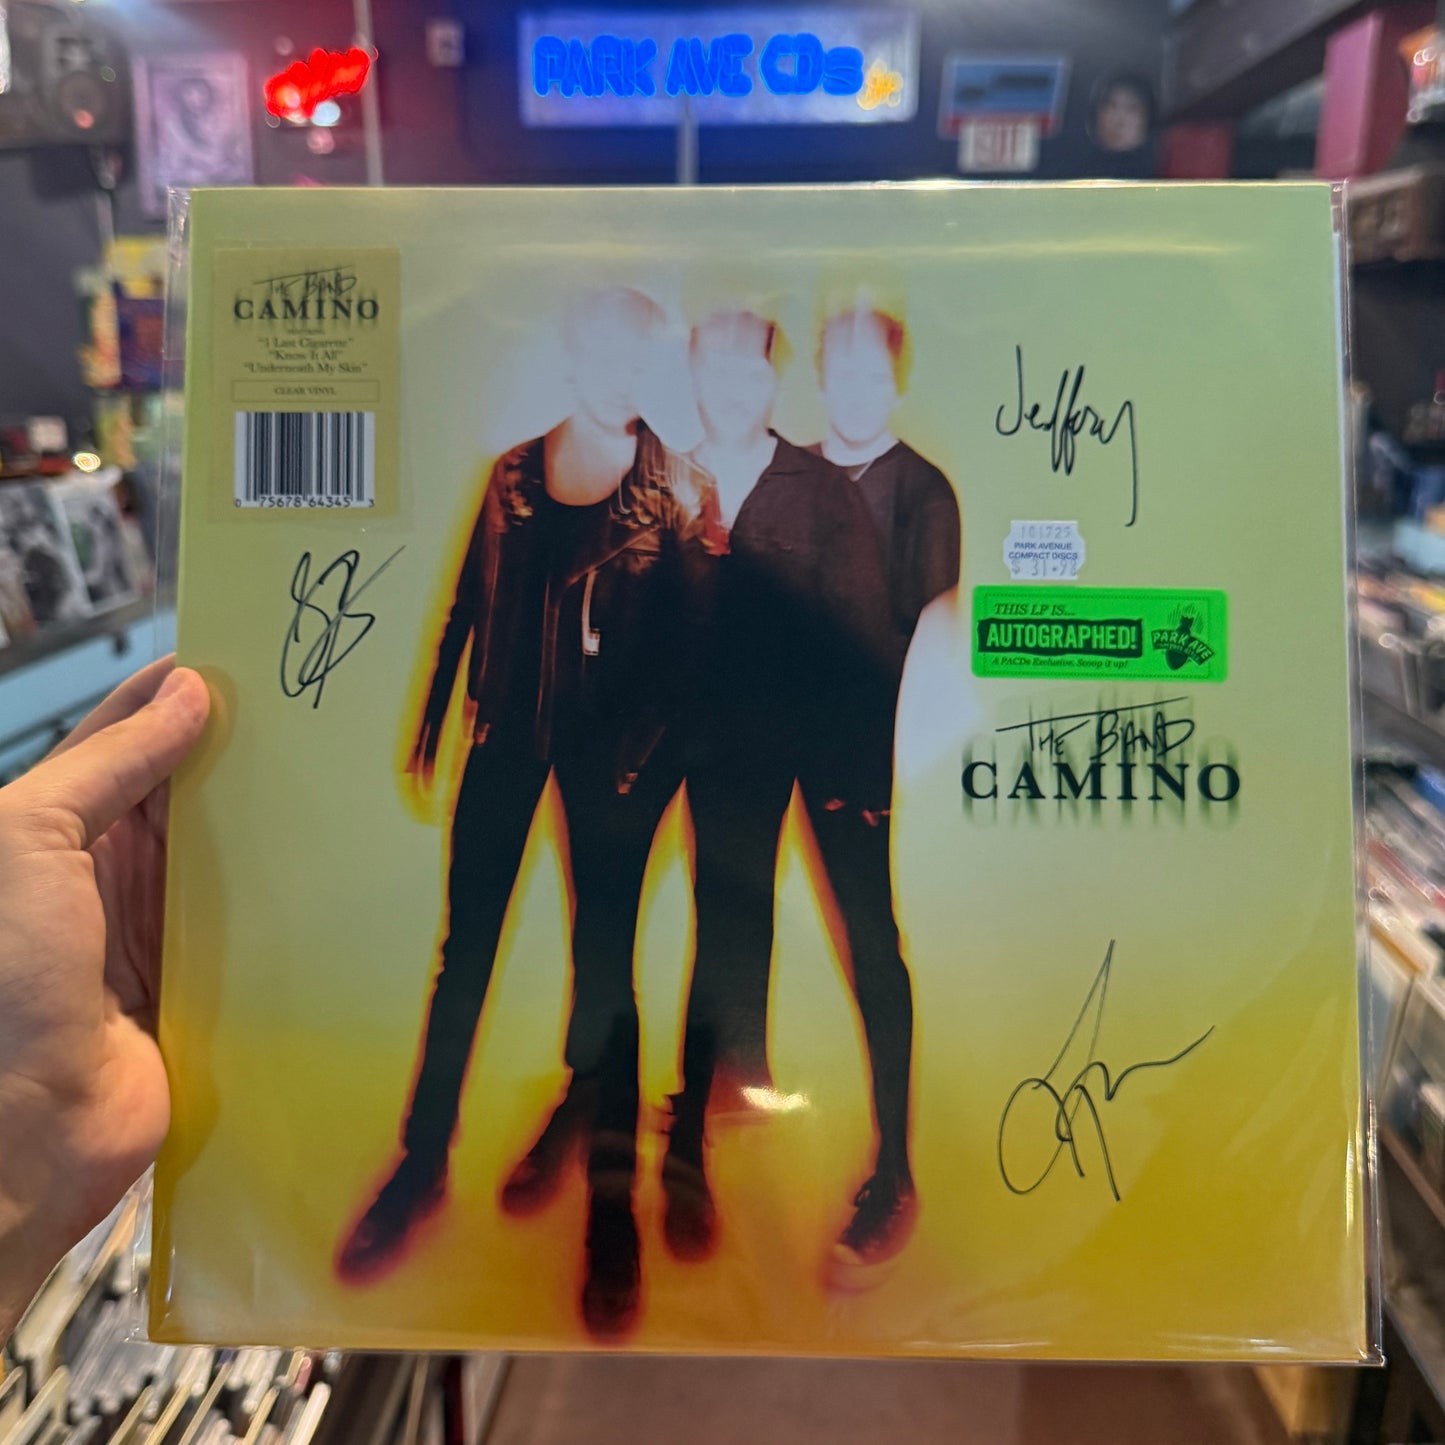 PARK AVE CDs
EXIT
THE BAND
CAMINO
"1 Last Cigarette"
"Know It All"
"Underneath My Skin"
CLEAR VINYL
0 75678 64345 3
Jeffery
101725
PARK AVENUE
COMPACT DISCS
$ 31.98
THIS LP IS...
AUTOGRAPHED!
A PACDs Exclusive. Scoop it up!
PARK AVE
THE BAND
CAMINO